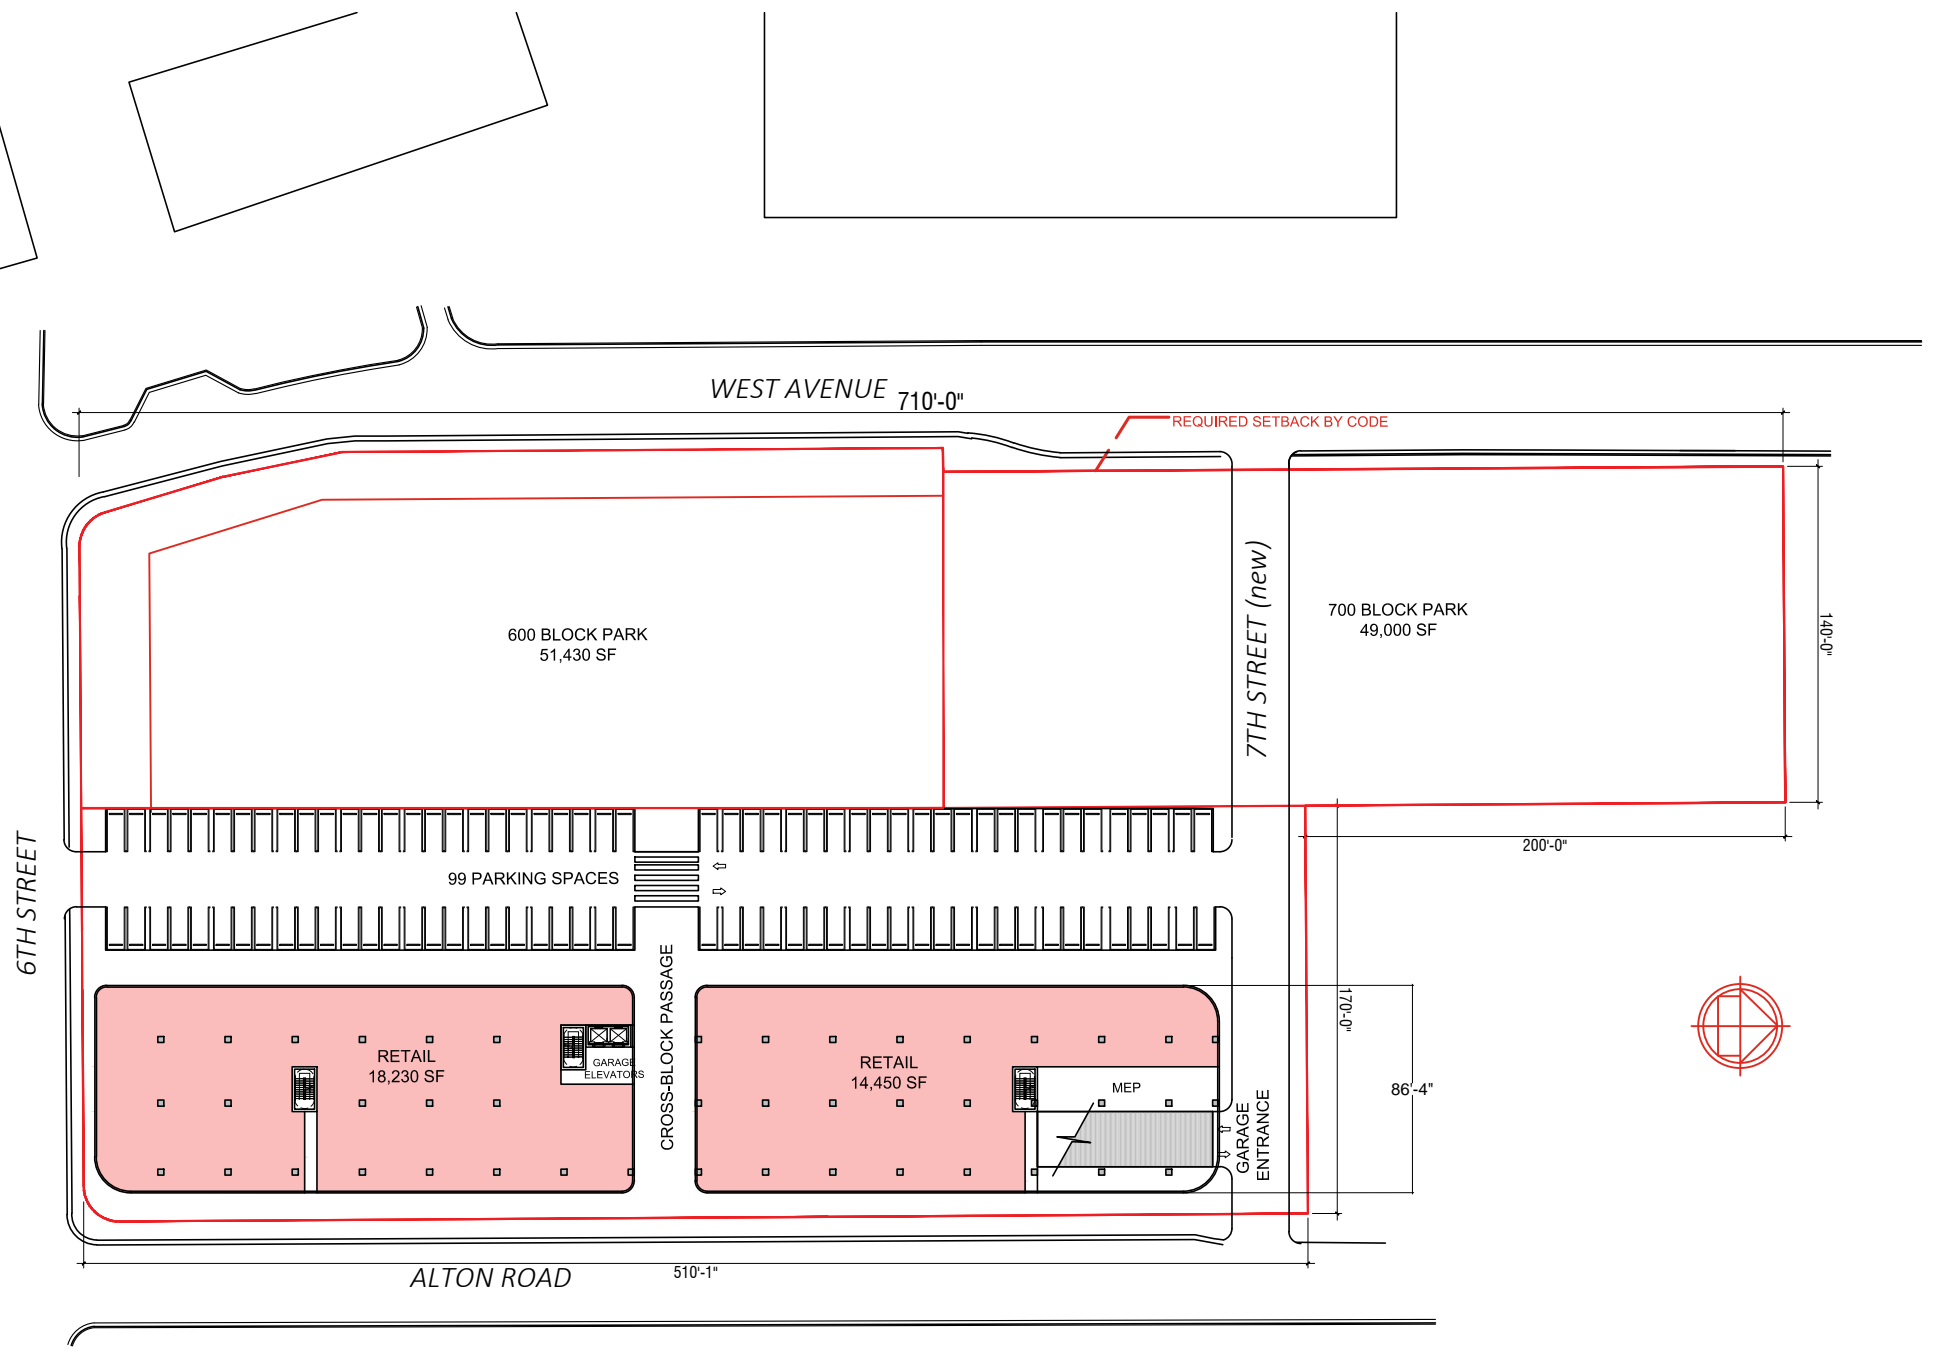 WEST AVENUE
710'-0"
REQUIRED SETBACK BY CODE
600 BLOCK PARK
51,430 SF
7TH STREET (new)
700 BLOCK PARK
49,000 SF
140'-0"
200'-0"
6TH STREET
99 PARKING SPACES
CROSS-BLOCK PASSAGE
170'-0"
RETAIL
18,230 SF
GARAGE
ELEVATORS
RETAIL
14,450 SF
MEP
GARAGE
ENTRANCE
86'-4"
ALTON ROAD
510'-1"